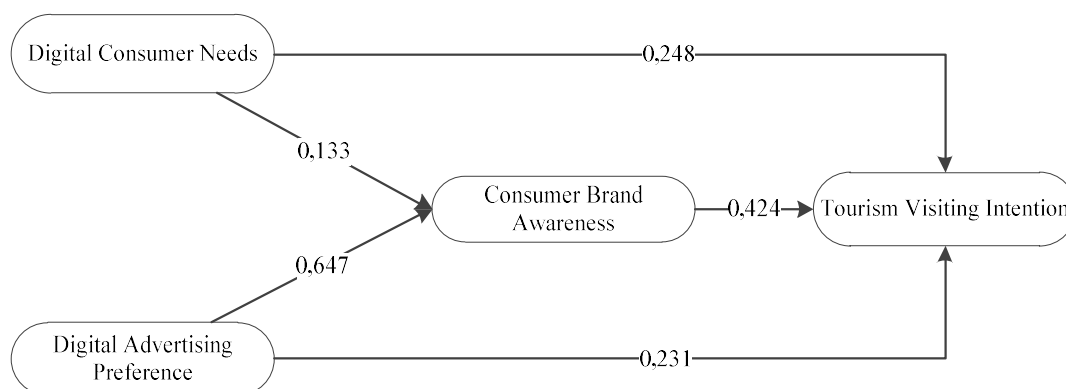 Digital Consumer Needs
0,248
0,133
Consumer Brand
Awareness
0,424
Tourism Visiting Intention
0,647
Digital Advertising
Preference
0,231